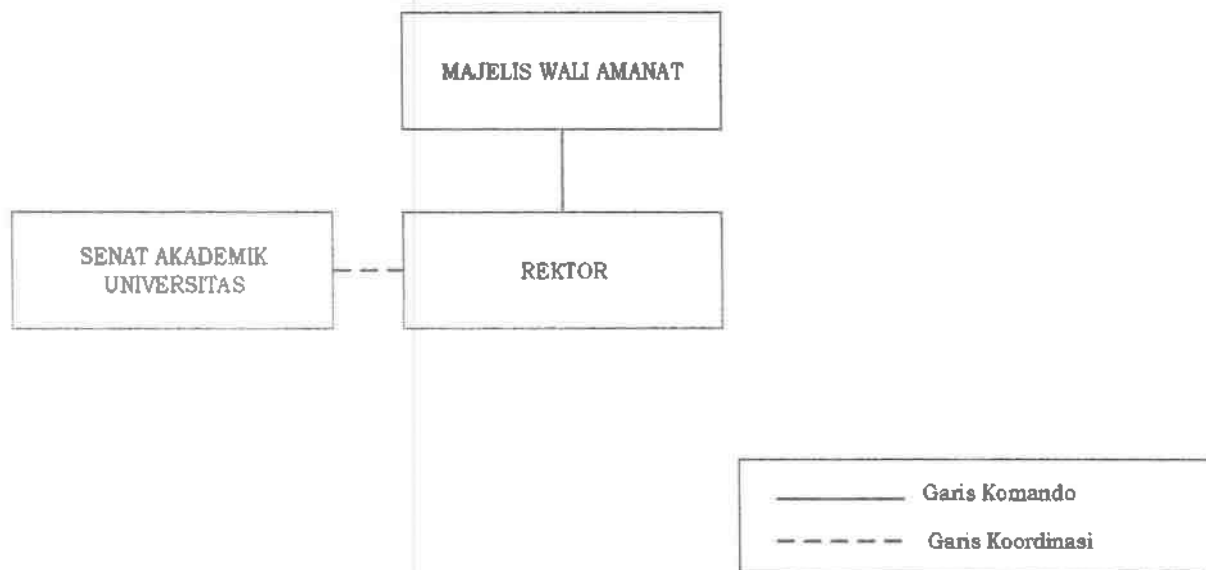 MAJELIS WALI AMANAT
SENAT AKADEMIK
UNIVERSITAS
REKTOR
Garis Komando
Garis Koordinasi